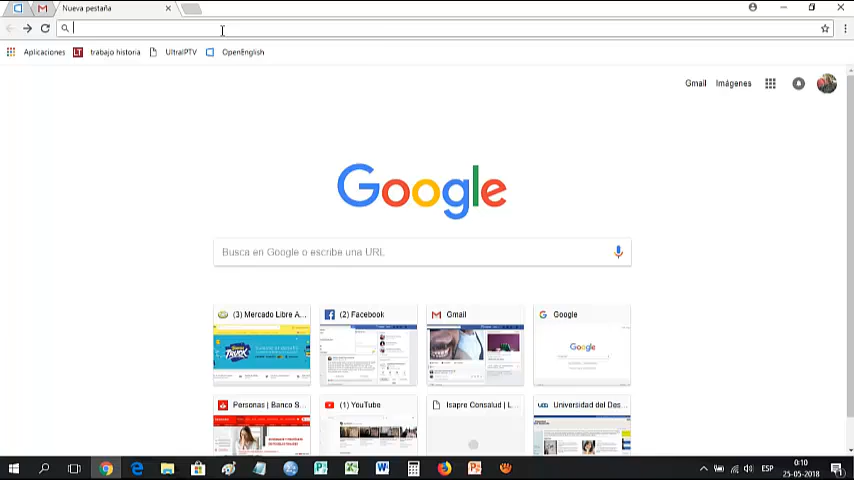 Nueva pestaña
Aplicaciones
trabajo historia
UltraIPTV
OpenEnglish
Gmail
Imágenes
Google
Busca en Google o escribe una URL
(3) Mercado Libre A...
(2) Facebook
Gmail
Google
Personas | Banco S...
(1) YouTube
Isapre Consalud | L...
Universidad del Des...
ESP
0:10
25-05-2018